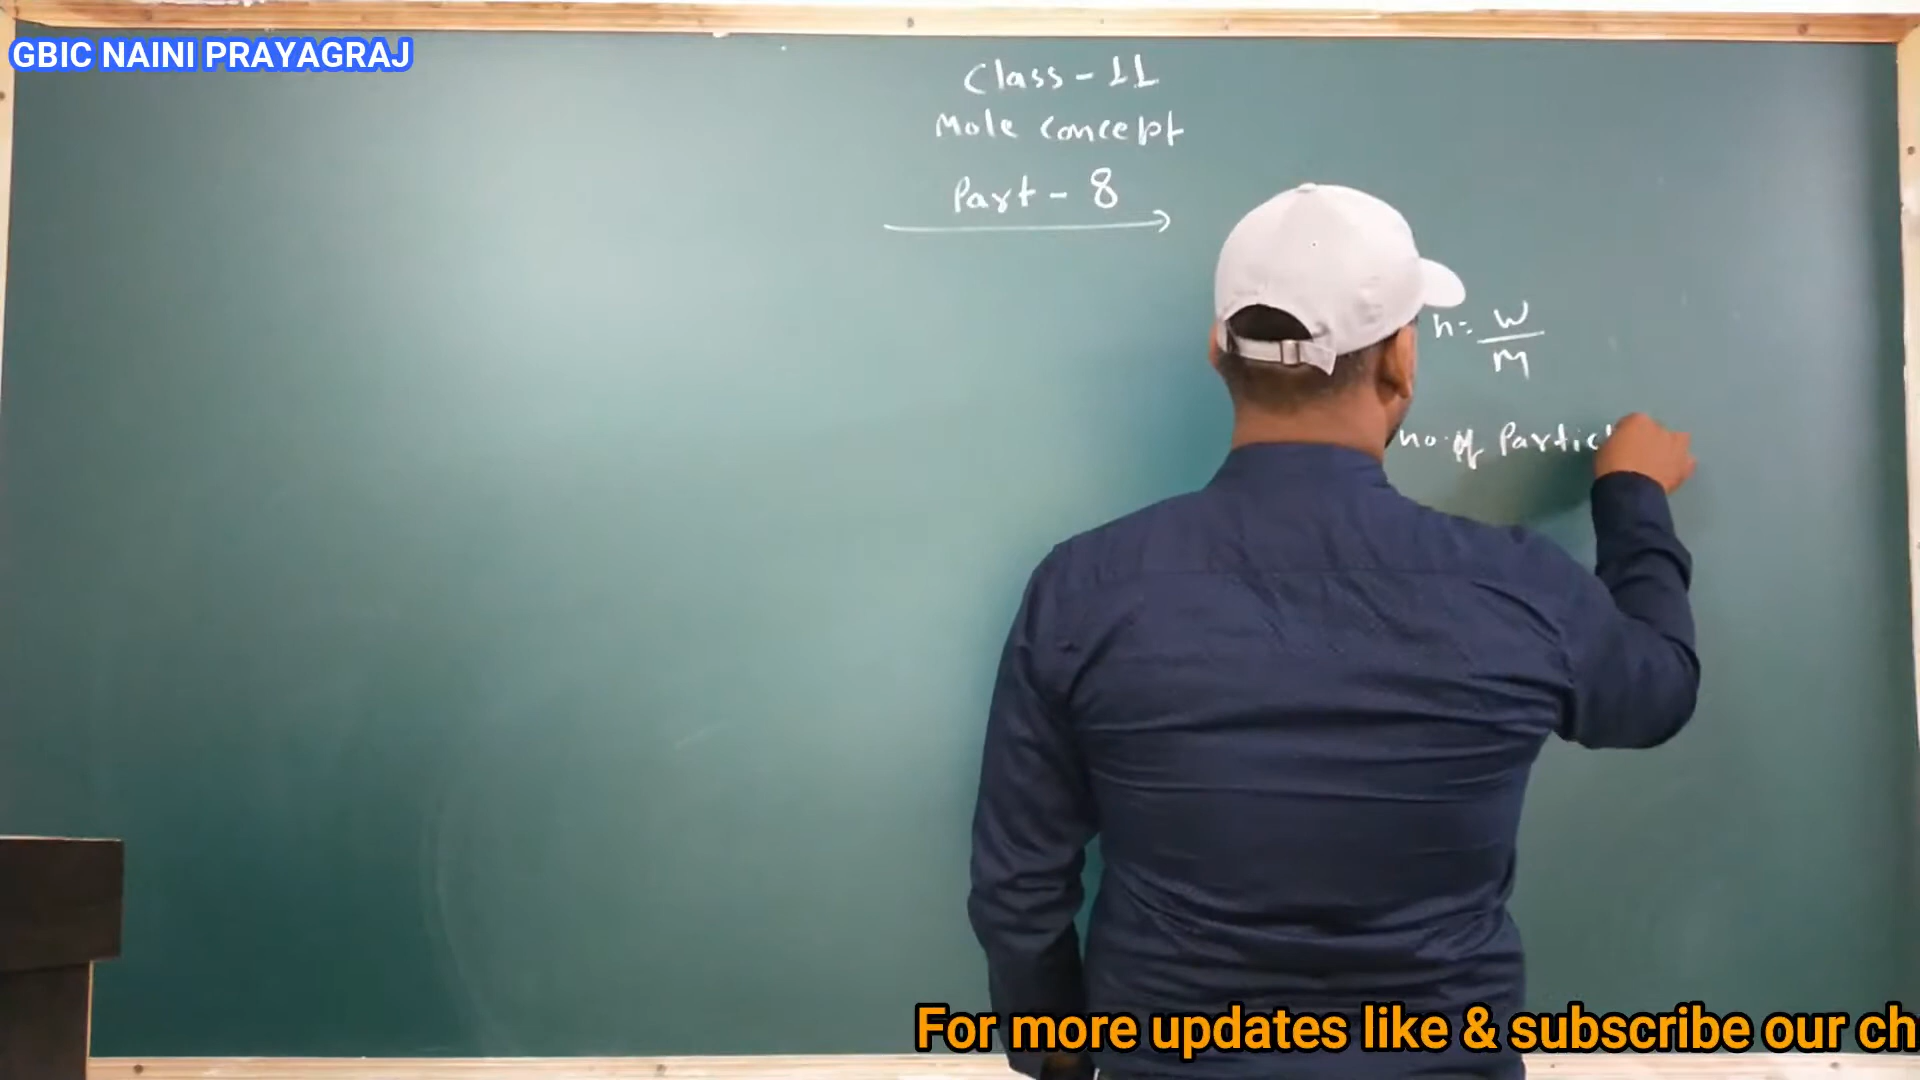 GBIC NAINI PRAYAGRAJ
Class - 11
Mole concept
Part - 8
n = w
M
no. of Partic
For more updates like & subscribe our ch